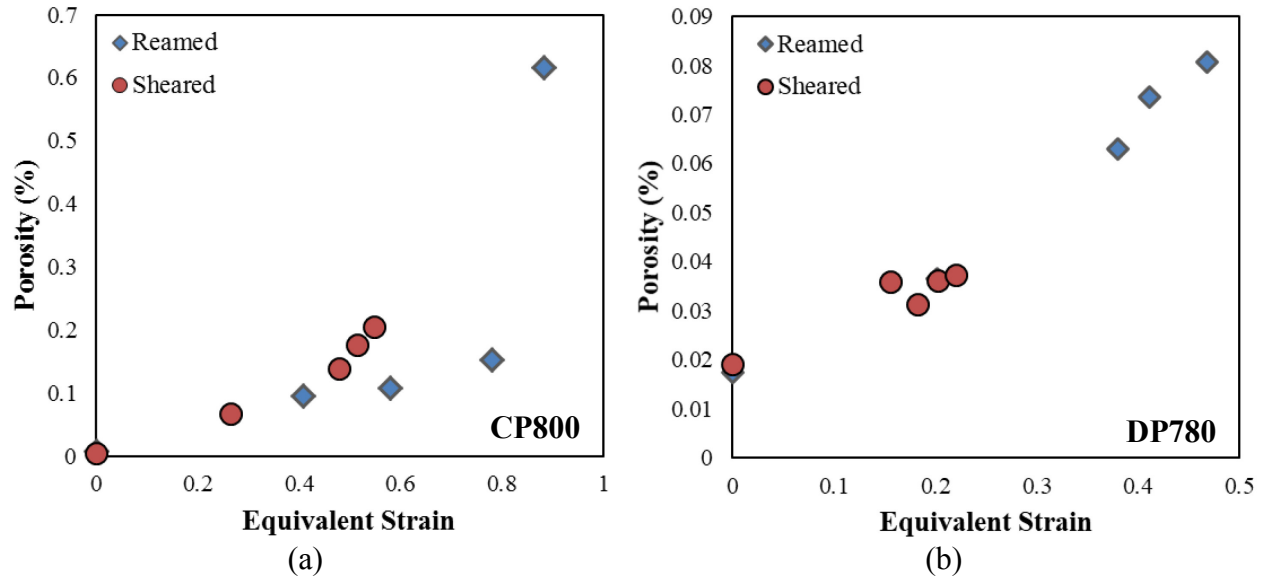 0.7
0.6
0.5
0.4
0.3
0.2
0.1
0
Porosity (%)
Reamed
Sheared
CP800
0 0.2 0.4 0.6 0.8 1
Equivalent Strain
(a)
0.09
0.08
0.07
0.06
0.05
0.04
0.03
0.02
0.01
0
Porosity (%)
Reamed
Sheared
DP780
0 0.1 0.2 0.3 0.4 0.5
Equivalent Strain
(b)